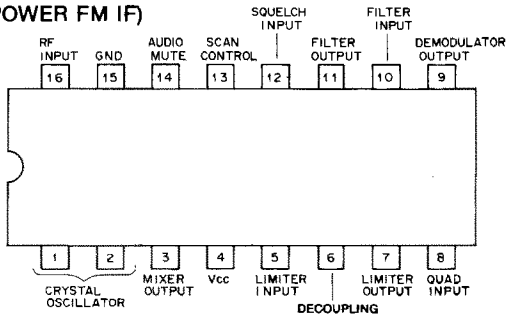 POWER FM IF)
SQUELCH
INPUT
FILTER
INPUT
RF
INPUT
GND
AUDIO
MUTE
SCAN
CONTROL
FILTER
OUTPUT
DEMODULATOR
OUTPUT
16
15
14
13
12
11
10
9
1
2
3
4
5
6
7
8
CRYSTAL
OSCILLATOR
MIXER
OUTPUT
Vcc
LIMITER
INPUT
DECOUPLING
LIMITER
OUTPUT
QUAD
INPUT